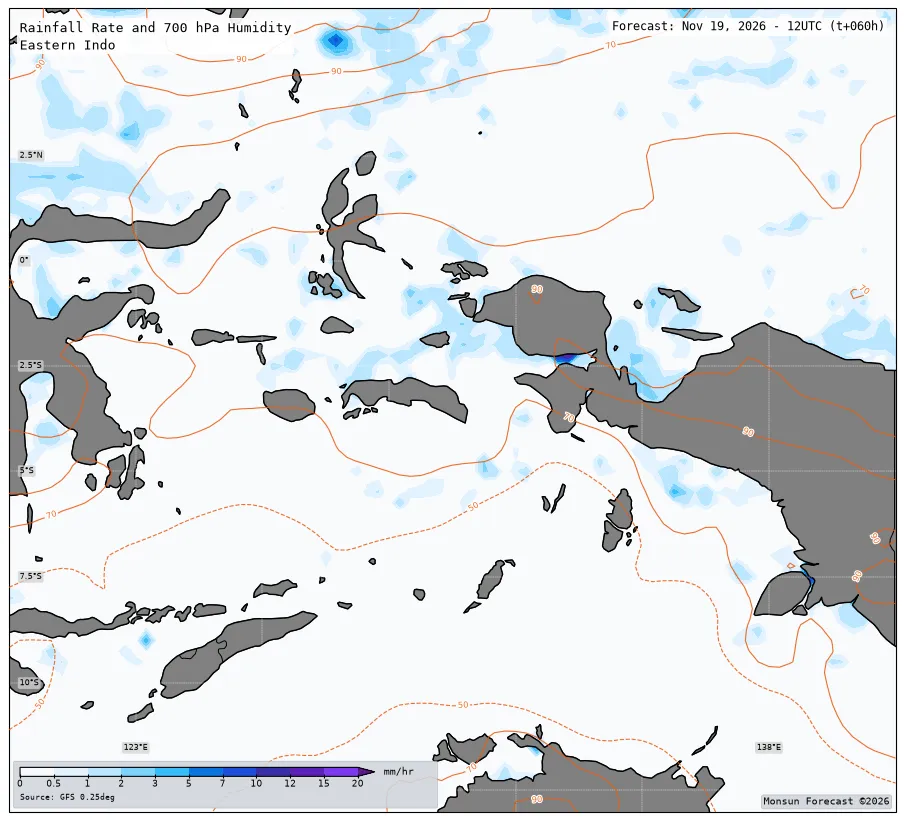 Rainfall Rate and 700 hPa Humidity
Eastern Indo
Forecast: Nov 19, 2026 - 12UTC (t+060h)
90
90
90
70
2.5°N
0°
90
70
2.5°S
70
90
5°S
50
70
90
7.5°S
90
10°S
50
50
123°E
138°E
70
90
0 0.5 1 2 3 5 7 10 12 15 20 mm/hr
Source: GFS 0.25deg
Monsun Forecast ©2026